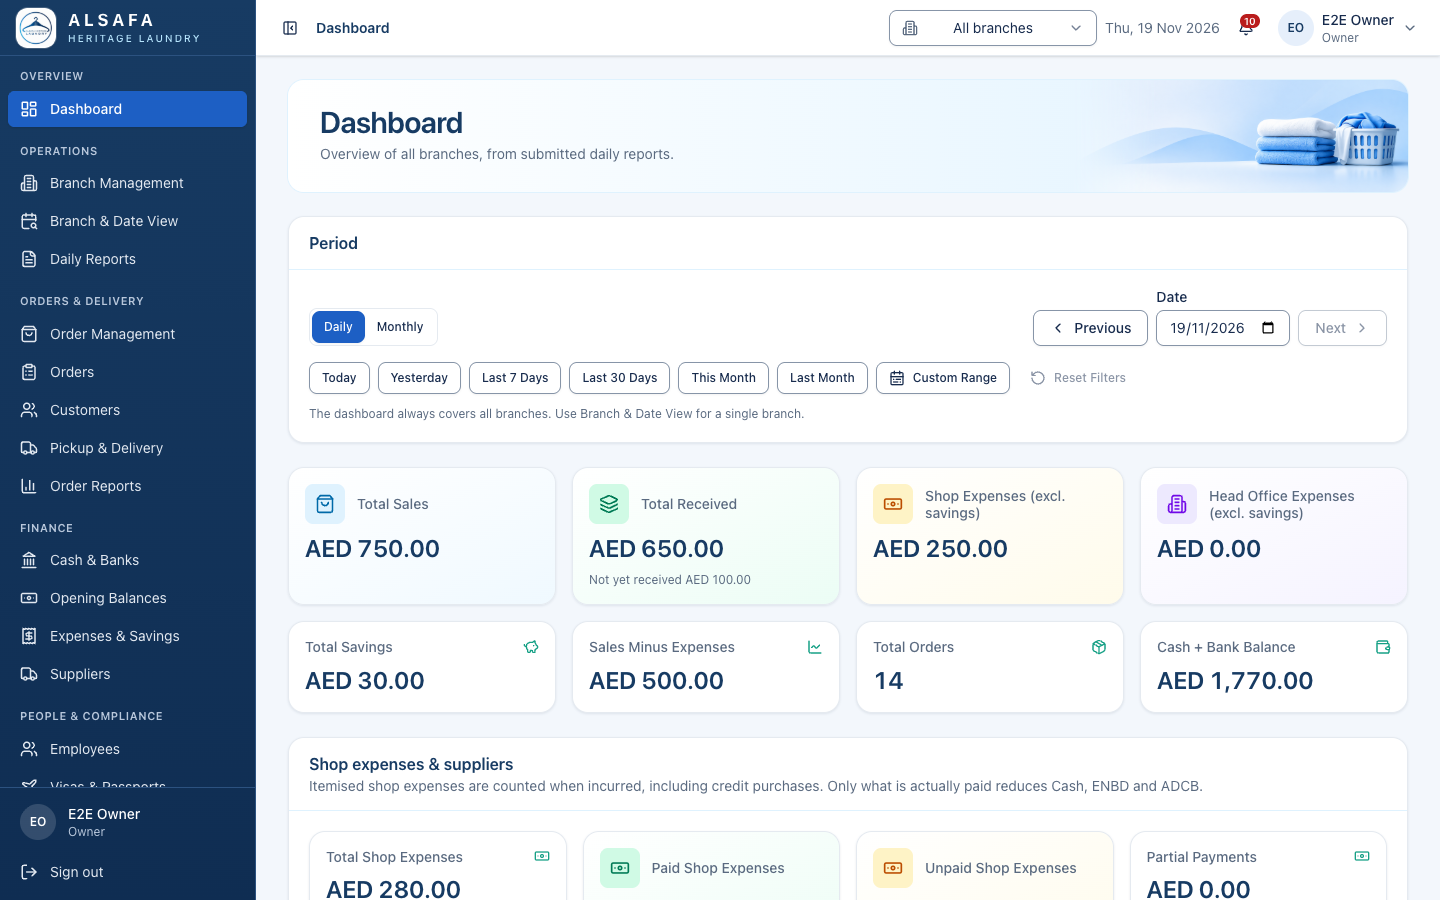 ALSAFA
HERITAGE LAUNDRY
OVERVIEW
Dashboard
OPERATIONS
Branch Management
Branch & Date View
Daily Reports
ORDERS & DELIVERY
Order Management
Orders
Customers
Pickup & Delivery
Order Reports
FINANCE
Cash & Banks
Opening Balances
Expenses & Savings
Suppliers
PEOPLE & COMPLIANCE
Employees
Visas & Passports
EO
E2E Owner
Owner
Sign out
Dashboard
All branches
Thu, 19 Nov 2026
10
EO
E2E Owner
Owner
Dashboard
Overview of all branches, from submitted daily reports.
Period
Daily
Monthly
Date
Previous
19/11/2026
Next
Today
Yesterday
Last 7 Days
Last 30 Days
This Month
Last Month
Custom Range
Reset Filters
The dashboard always covers all branches. Use Branch & Date View for a single branch.
Total Sales
AED 750.00
Total Received
AED 650.00
Not yet received AED 100.00
Shop Expenses (excl.
savings)
AED 250.00
Head Office Expenses
(excl. savings)
AED 0.00
Total Savings
AED 30.00
Sales Minus Expenses
AED 500.00
Total Orders
14
Cash + Bank Balance
AED 1,770.00
Shop expenses & suppliers
Itemised shop expenses are counted when incurred, including credit purchases. Only what is actually paid reduces Cash, ENBD and ADCB.
Total Shop Expenses
AED 280.00
Paid Shop Expenses
Unpaid Shop Expenses
Partial Payments
AED 0.00